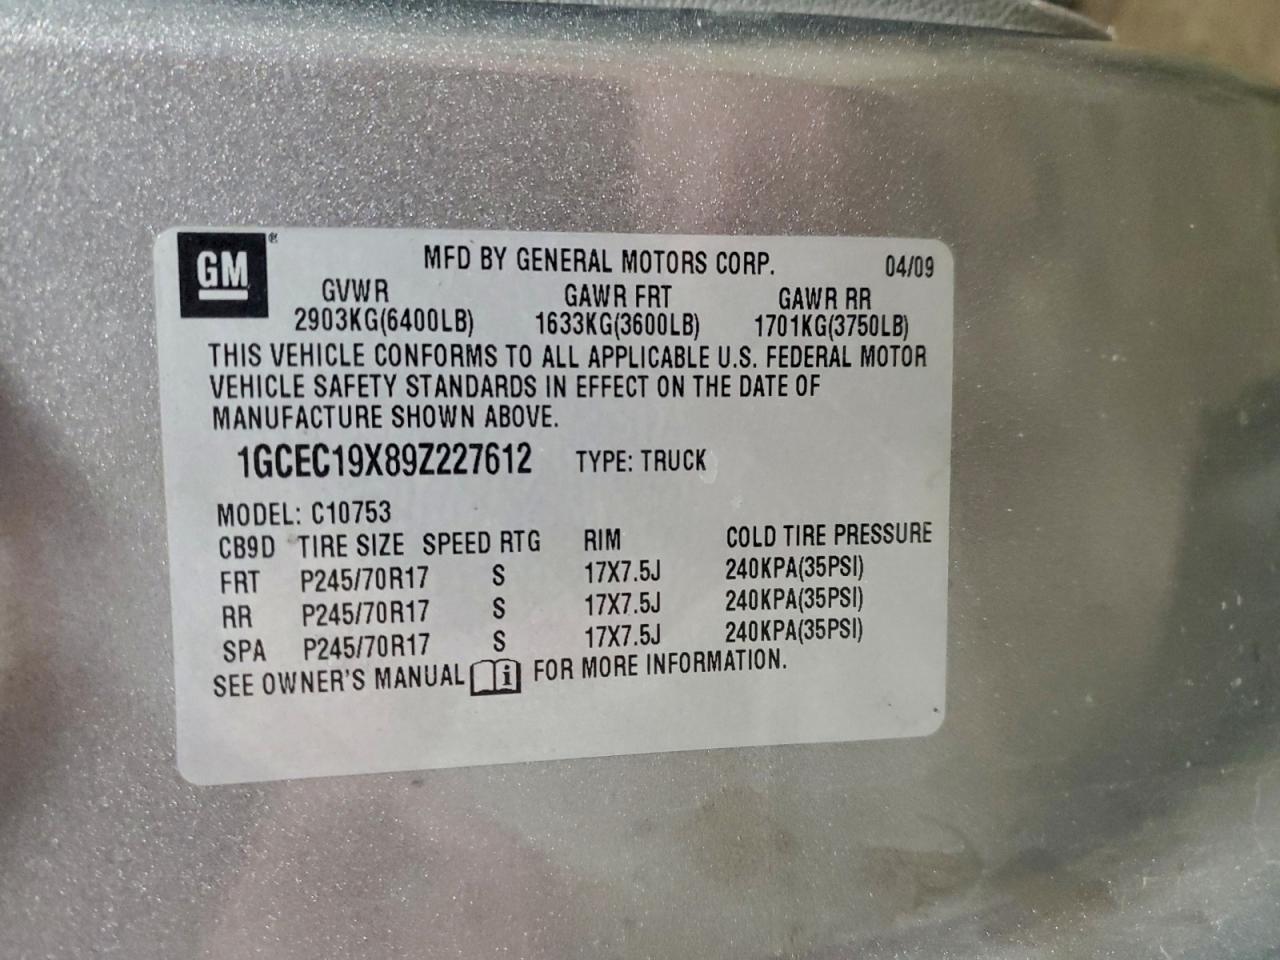 GM ®
MFD BY GENERAL MOTORS CORP. 04/09
GVWR GAWR FRT GAWR RR
2903KG(6400LB) 1633KG(3600LB) 1701KG(3750LB)
THIS VEHICLE CONFORMS TO ALL APPLICABLE U.S. FEDERAL MOTOR
VEHICLE SAFETY STANDARDS IN EFFECT ON THE DATE OF
MANUFACTURE SHOWN ABOVE.
1GCEC19X89Z227612 TYPE: TRUCK
MODEL: C10753
CB9D TIRE SIZE SPEED RTG RIM COLD TIRE PRESSURE
FRT P245/70R17 S 17X7.5J 240KPA(35PSI)
RR P245/70R17 S 17X7.5J 240KPA(35PSI)
SPA P245/70R17 S 17X7.5J 240KPA(35PSI)
SEE OWNER'S MANUAL i FOR MORE INFORMATION.